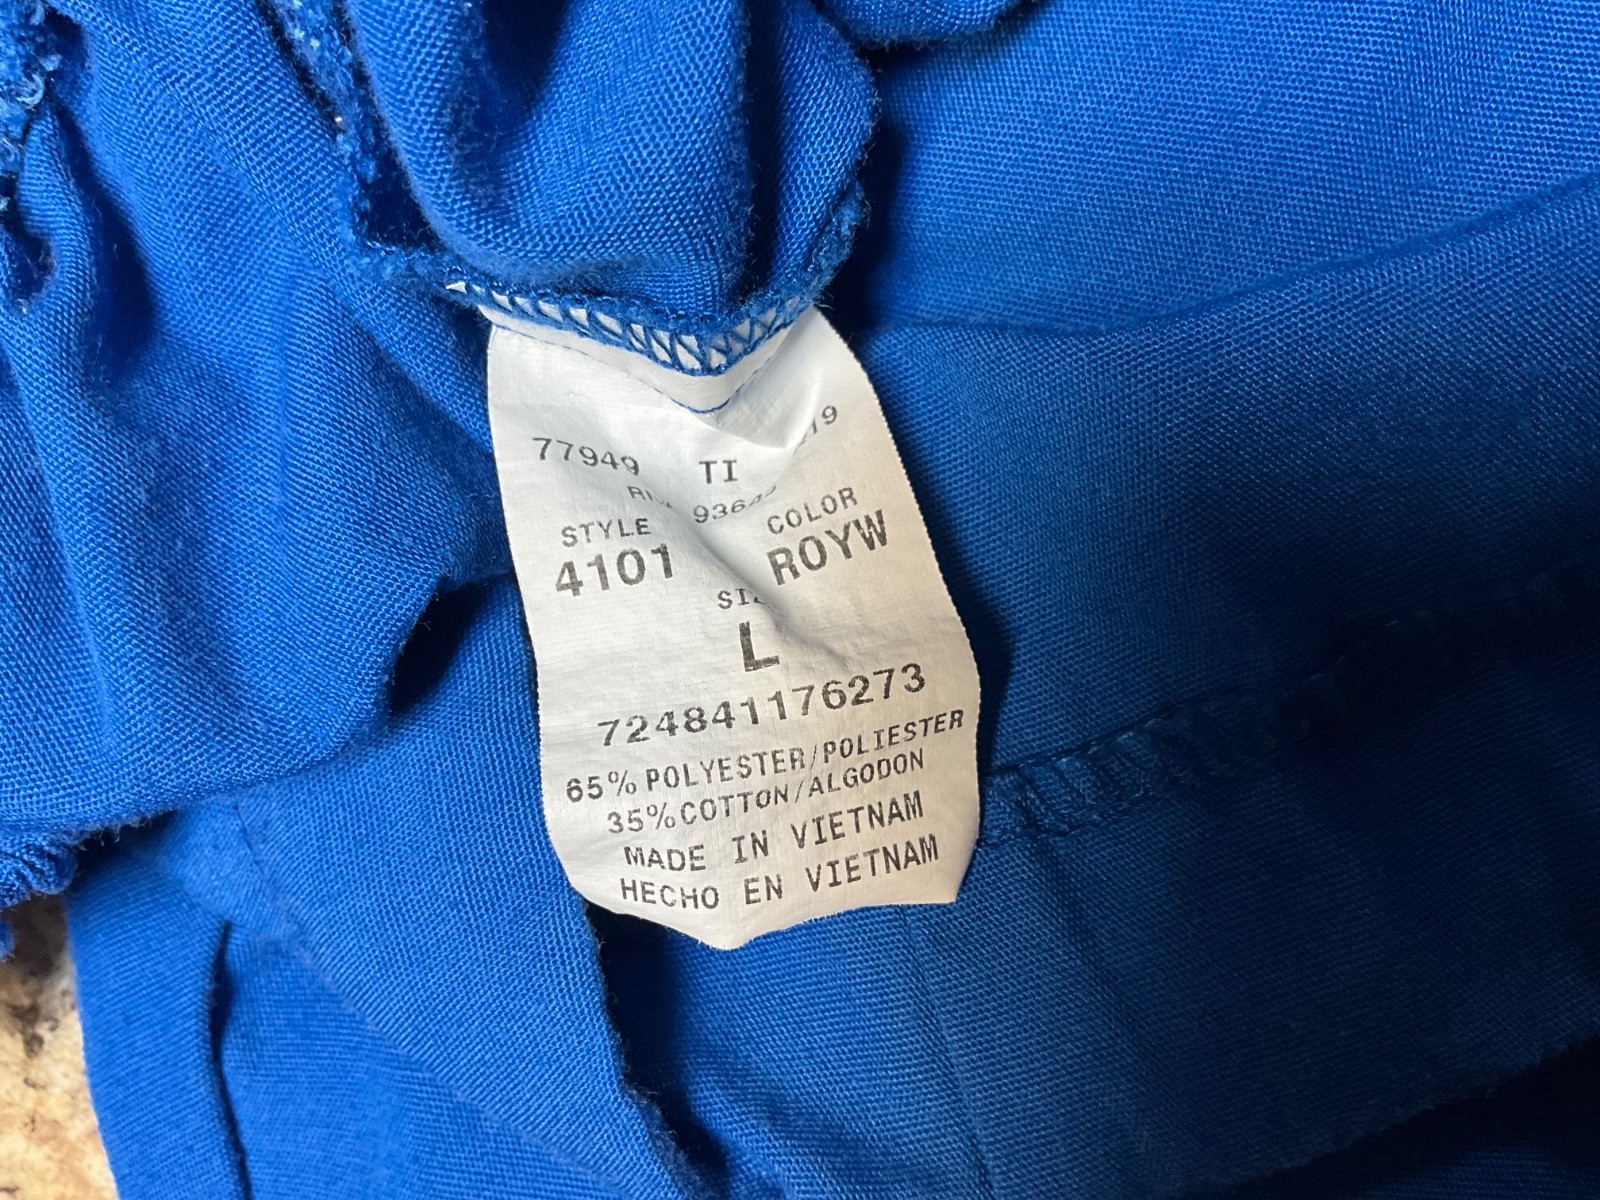 77949 TI
STYLE COLOR
4101 ROYW
L
724841176273
65% POLYESTER/POLIESTER
35% COTTON/ALGODON
MADE IN VIETNAM
HECHO EN VIETNAM